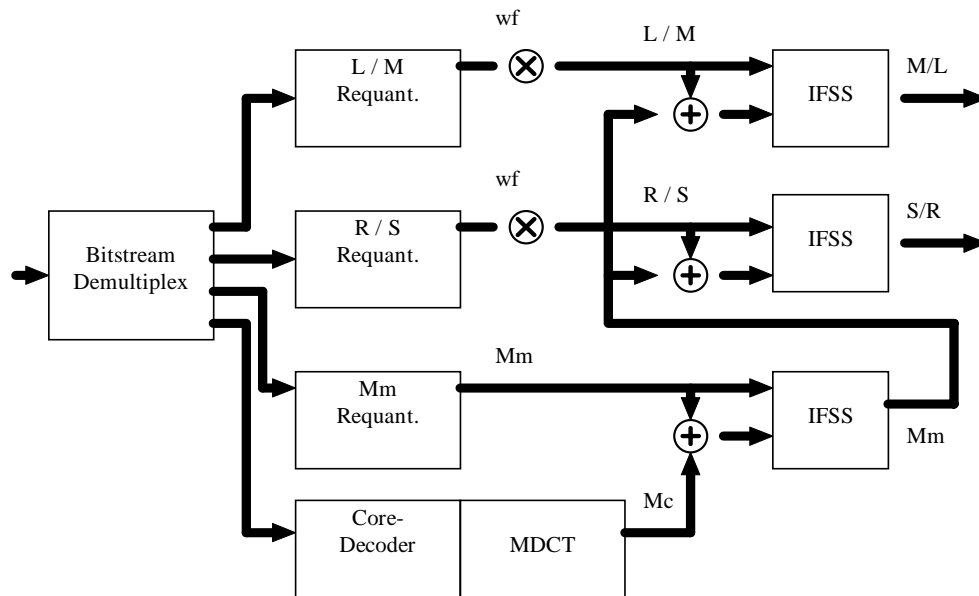 wf
L / M
L / M
Requant.
IFSS
M/L
wf
R / S
R / S
Requant.
IFSS
S/R
Bitstream
Demultiplex
Mm
Mm
Requant.
IFSS
Mm
Mc
Core-
Decoder
MDCT